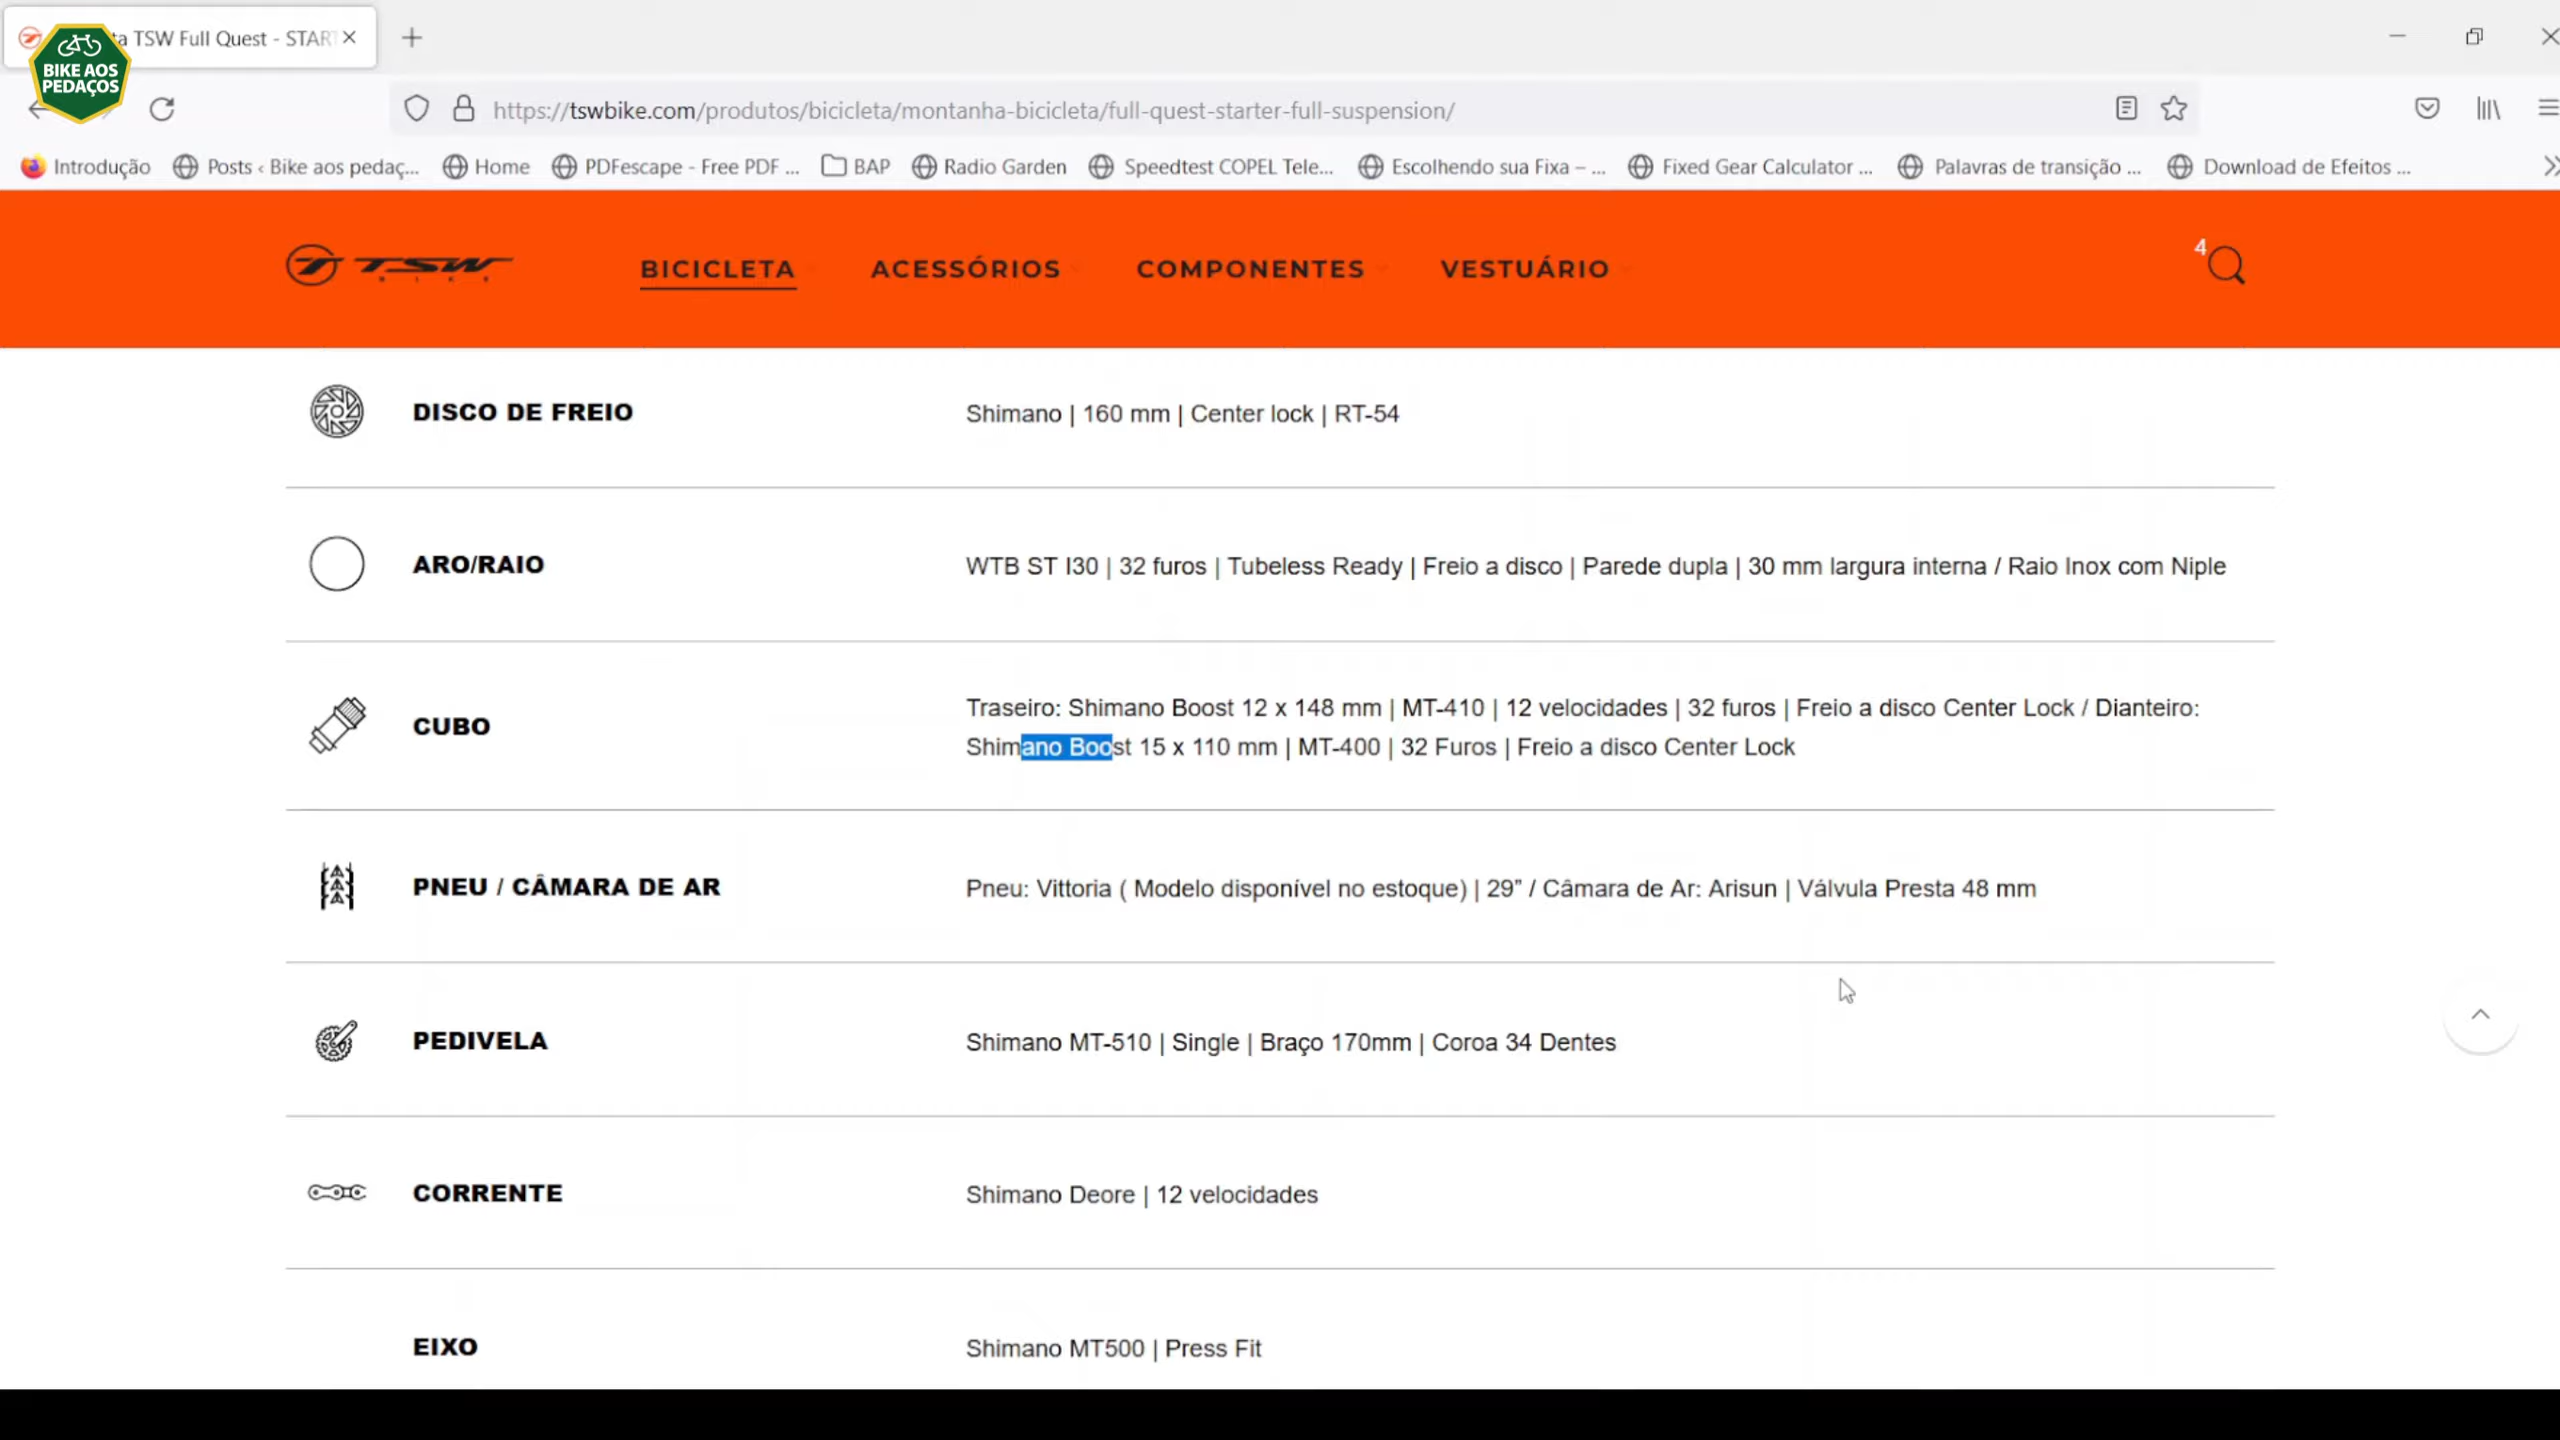 ta TSW Full Quest - STAR
BIKE AOS
PEDAÇOS
https://tswbike.com/produtos/bicicleta/montanha-bicicleta/full-quest-starter-full-suspension/
Introdução Posts ‹ Bike aos pedaç... Home PDFescape - Free PDF ... BAP Radio Garden Speedtest COPEL Tele... Escolhendo sua Fixa – ... Fixed Gear Calculator ... Palavras de transição ... Download de Efeitos ...
TSW BICICLETA ACESSÓRIOS COMPONENTES VESTUÁRIO 4
BIKE
DISCO DE FREIO Shimano | 160 mm | Center lock | RT-54
ARO/RAIO WTB ST I30 | 32 furos | Tubeless Ready | Freio a disco | Parede dupla | 30 mm largura interna / Raio Inox com Niple
CUBO Traseiro: Shimano Boost 12 x 148 mm | MT-410 | 12 velocidades | 32 furos | Freio a disco Center Lock / Dianteiro:
Shimano Boost 15 x 110 mm | MT-400 | 32 Furos | Freio a disco Center Lock
PNEU / CÂMARA DE AR Pneu: Vittoria ( Modelo disponível no estoque) | 29” / Câmara de Ar: Arisun | Válvula Presta 48 mm
PEDIVELA Shimano MT-510 | Single | Braço 170mm | Coroa 34 Dentes
CORRENTE Shimano Deore | 12 velocidades
EIXO Shimano MT500 | Press Fit